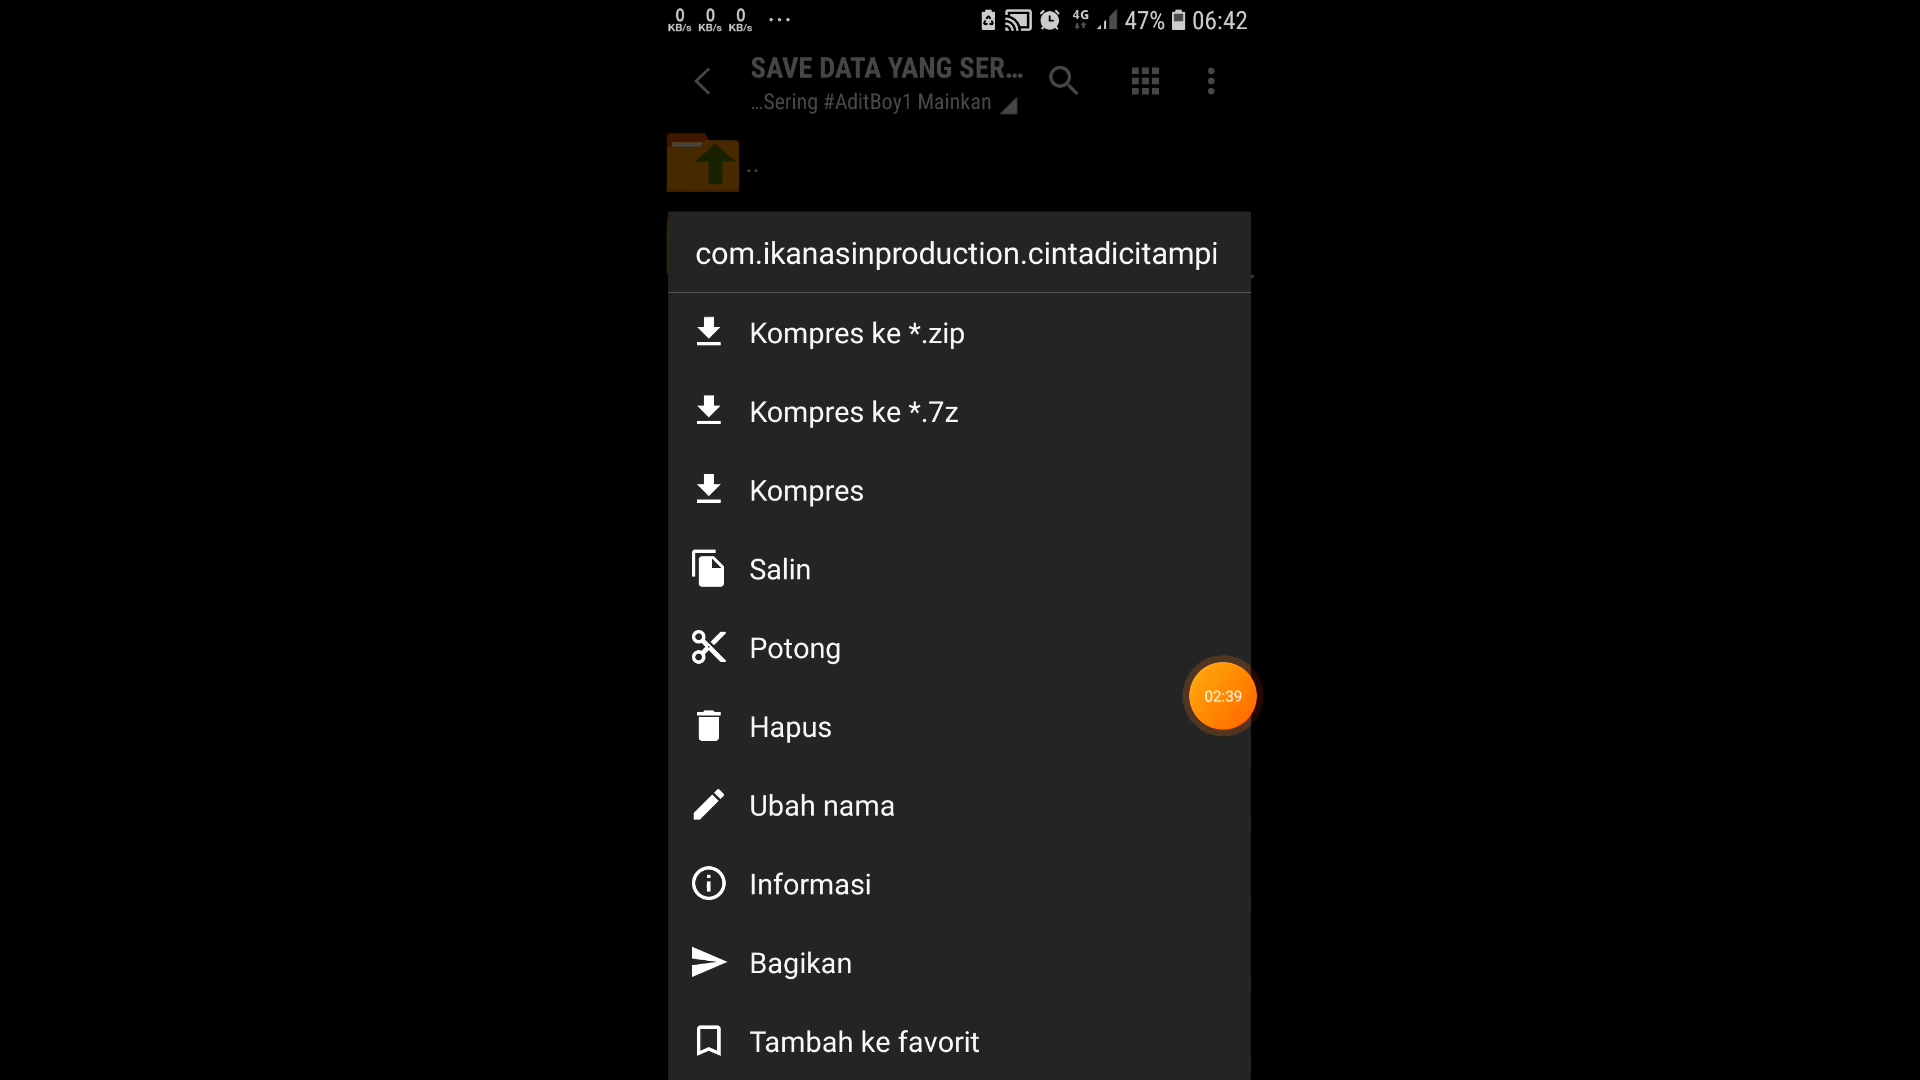 0 KB/s 0 KB/s 0 KB/s ... 4G 47% 06:42
SAVE DATA YANG SER...
...Sering #AditBoy1 Mainkan
..
com.ikanasinproduction.cintadicitampi
Kompres ke *.zip
Kompres ke *.7z
Kompres
Salin
Potong
02:39
Hapus
Ubah nama
Informasi
Bagikan
Tambah ke favorit